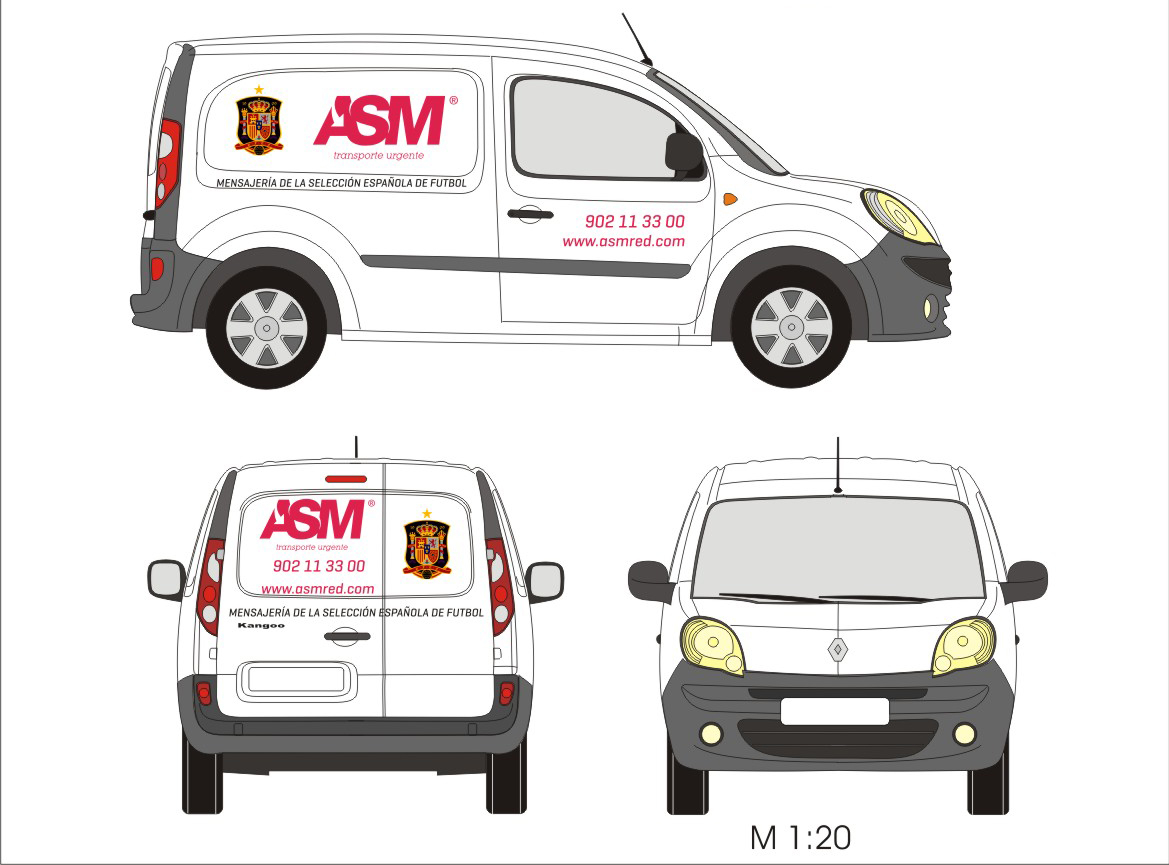 ASM®
transporte urgente
MENSAJERÍA DE LA SELECCIÓN ESPAÑOLA DE FUTBOL
902 11 33 00
www.asmred.com
ASM®
transporte urgente
902 11 33 00
www.asmred.com
MENSAJERÍA DE LA SELECCIÓN ESPAÑOLA DE FUTBOL
Kangoo
M 1:20